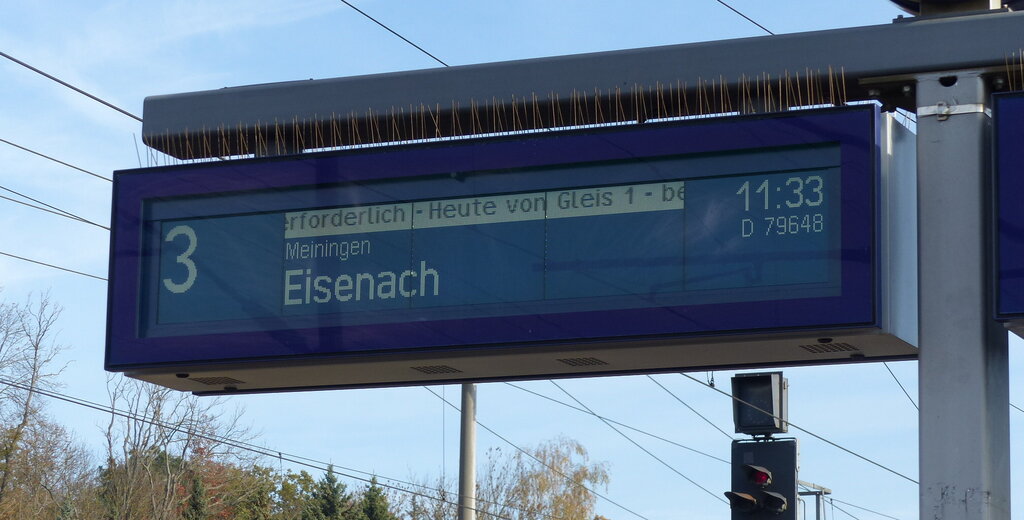 3
erforderlich - Heute von Gleis 1 - be
11:33
D 79648
Meiningen
Eisenach